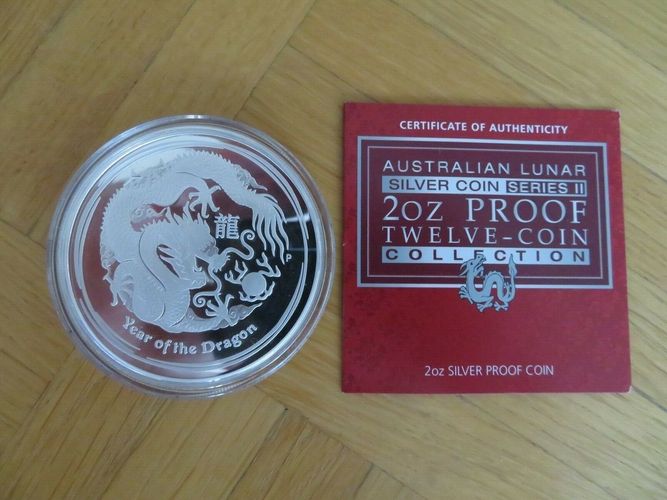 龍
P
Year of the Dragon
CERTIFICATE OF AUTHENTICITY
AUSTRALIAN LUNAR
SILVER COIN SERIES II
2OZ PROOF
TWELVE-COIN
COLLECTION
2oz SILVER PROOF COIN